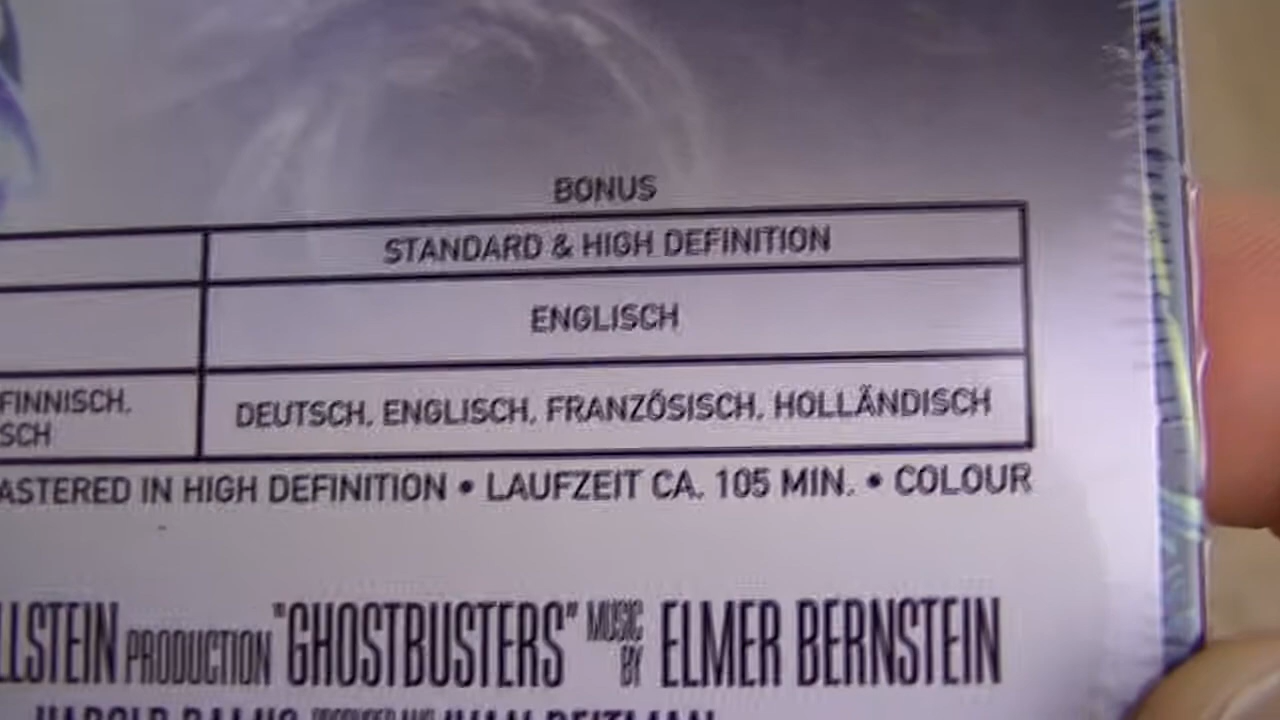 BONUS
STANDARD & HIGH DEFINITION
ENGLISCH
FINNISCH,
SCH
DEUTSCH, ENGLISCH, FRANZÖSISCH, HOLLÄNDISCH
ASTERED IN HIGH DEFINITION • LAUFZEIT CA. 105 MIN. • COLOUR
LLSTEIN PRODUCTION "GHOSTBUSTERS" MUSIC BY ELMER BERNSTEIN